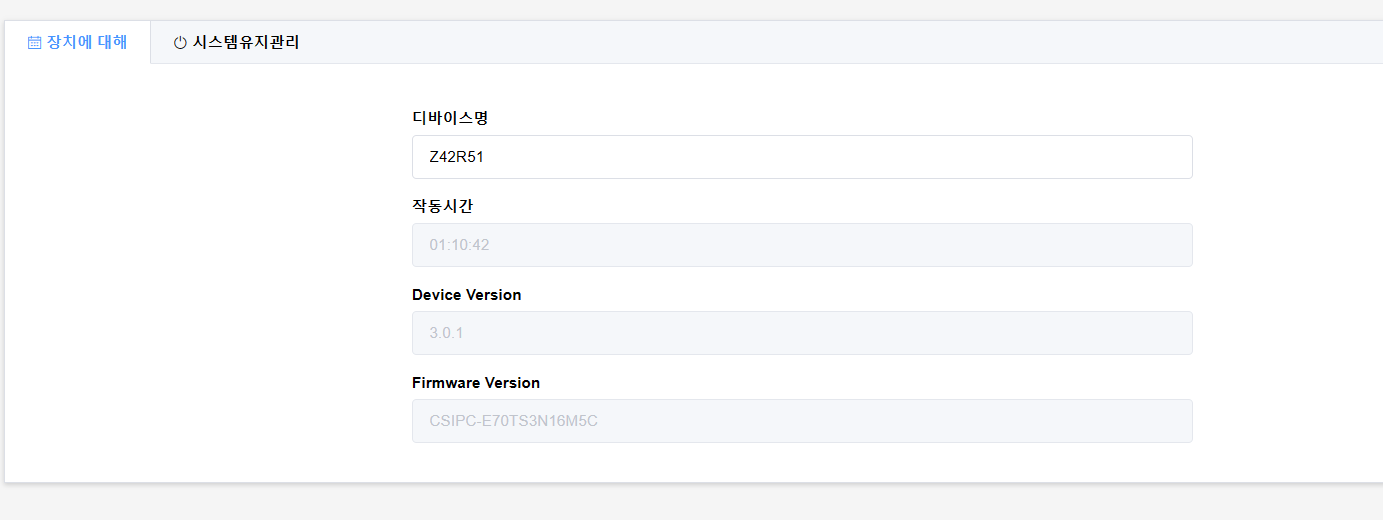 장치에 대해
시스템유지관리
디바이스명
Z42R51
작동시간
01:10:42
Device Version
3.0.1
Firmware Version
CSIPC-E70TS3N16M5C